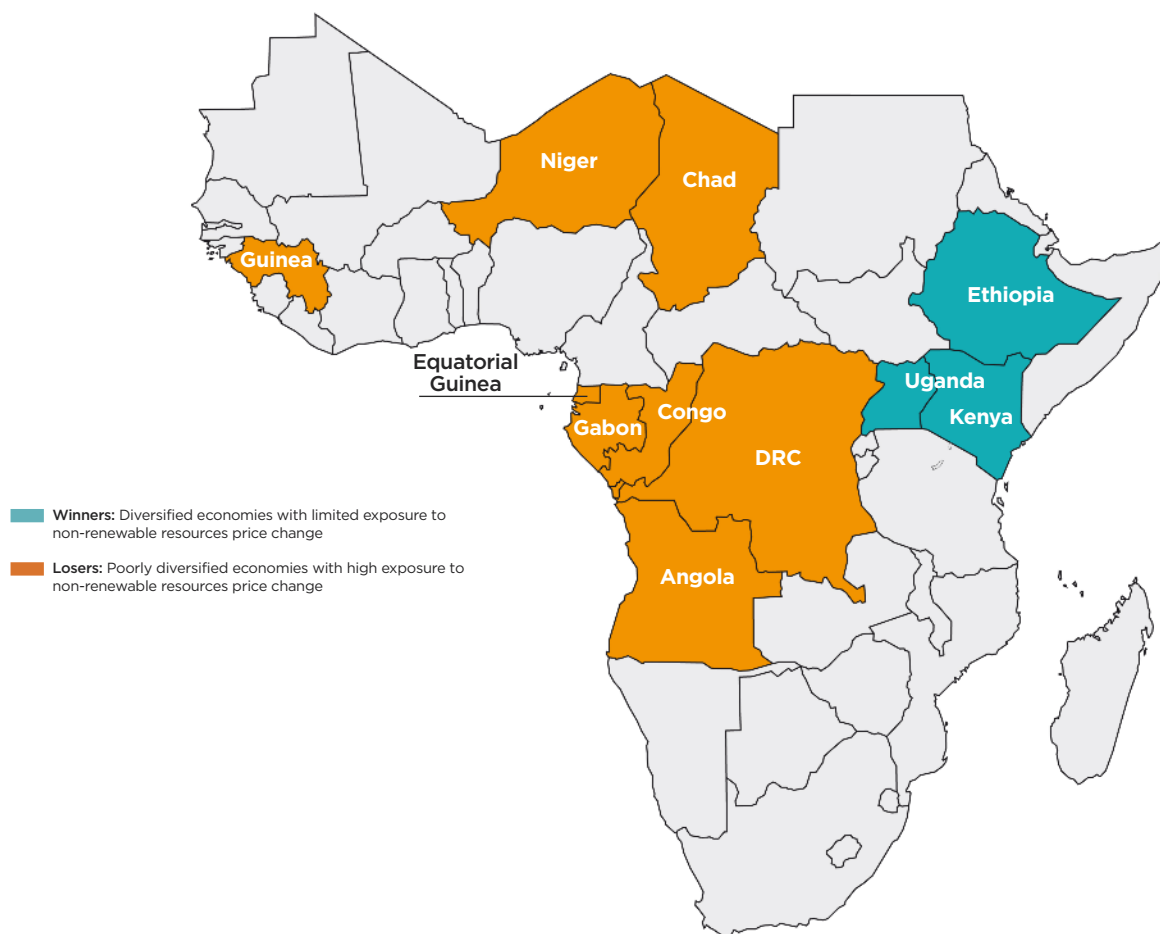 Niger
Chad
Guinea
Ethiopia
Equatorial
Guinea
Uganda
Congo
Kenya
Gabon
DRC
Winners: Diversified economies with limited exposure to
non-renewable resources price change
Losers: Poorly diversified economies with high exposure to
non-renewable resources price change
Angola